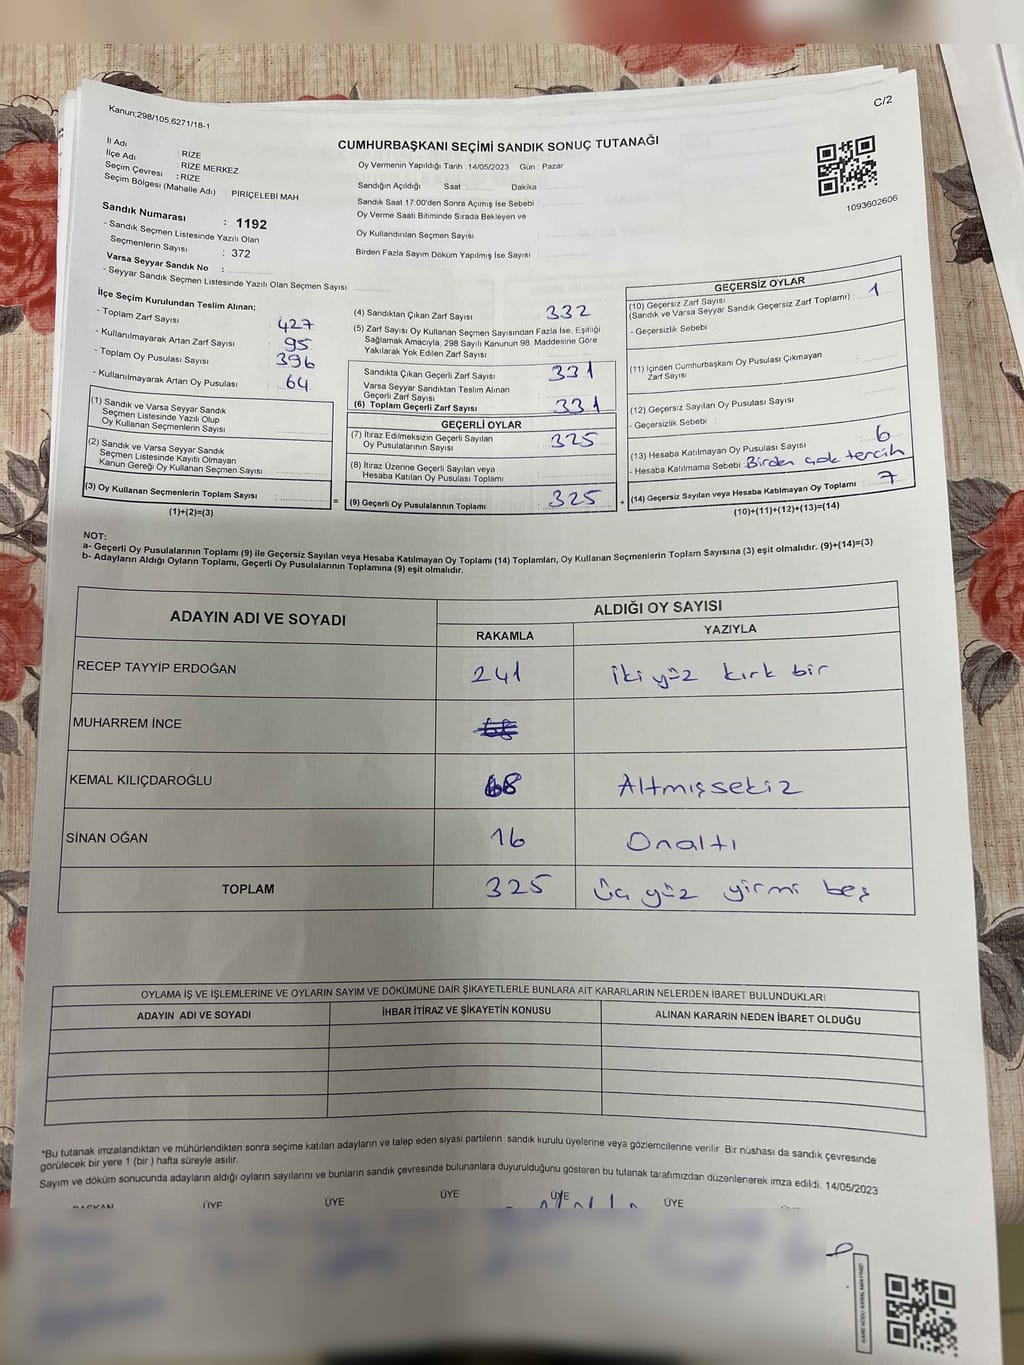 Kanun;298/105,6271/18-1
C/2
CUMHURBAŞKANI SEÇİMİ SANDIK SONUÇ TUTANAĞI
İl Adı : RİZE
İlçe Adı : RİZE MERKEZ
Seçim Çevresi : RİZE
Seçim Bölgesi (Mahalle Adı) : PİRİÇELEBİ MAH
Oy Vermenin Yapıldığı Tarih : 14/05/2023 Gün : Pazar
Sandığın Açıldığı Saat : Dakika :
Sandık Saat 17:00'den Sonra Açımış İse Sebebi :
Oy Verme Saati Bitiminde Sırada Bekleyen ve
Oy Kullandırılan Seçmen Sayısı :
Birden Fazla Sayım Döküm Yapılmış İse Sayısı :
1093602606
Sandık Numarası : 1192
- Sandık Seçmen Listesinde Yazılı Olan
Seçmenlerin Sayısı : 372
Varsa Seyyar Sandık No :
- Seyyar Sandık Seçmen Listesinde Yazılı Olan Seçmen Sayısı:
İlçe Seçim Kurulundan Teslim Alınan;
- Toplam Zarf Sayısı : 427
- Kullanılmayarak Artan Zarf Sayısı : 95
- Toplam Oy Pusulası Sayısı : 396
- Kullanılmayarak Artan Oy Pusulası : 64
(1) Sandık ve Varsa Seyyar Sandık
Seçmen Listesinde Yazılı Olup
Oy Kullanan Seçmenlerin Sayısı :
(2) Sandık ve Varsa Seyyar Sandık
Seçmen Listesinde Kayıtlı Olmayan
Kanun Gereği Oy Kullanan Seçmen Sayısı :
(3) Oy Kullanan Seçmenlerin Toplam Sayısı : =
(1)+(2)=(3)
(4) Sandıktan Çıkan Zarf Sayısı : 332
(5) Zarf Sayısı Oy Kullanan Seçmen Sayısından Fazla İse, Eşitliği
Sağlamak Amacıyla, 298 Sayılı Kanunun 98. Maddesine Göre
Yakılarak Yok Edilen Zarf Sayısı :
Sandıkta Çıkan Geçerli Zarf Sayısı : 331
Varsa Seyyar Sandıktan Teslim Alınan
Geçerli Zarf Sayısı :
(6) Toplam Geçerli Zarf Sayısı : 331
GEÇERLİ OYLAR
(7) İtiraz Edilmeksizin Geçerli Sayılan
Oy Pusulalarının Sayısı : 325
(8) İtiraz Üzerine Geçerli Sayılan veya
Hesaba Katılan Oy Pusulası Toplamı :
(9) Geçerli Oy Pusulalarının Toplamı : 325 +
GEÇERSİZ OYLAR
(10) Geçersiz Zarf Sayısı
(Sandık ve Varsa Seyyar Sandık Geçersiz Zarf Toplamı) : 1
- Geçersizlik Sebebi :
(11) İçinden Cumhurbaşkanı Oy Pusulası Çıkmayan
Zarf Sayısı :
(12) Geçersiz Sayılan Oy Pusulası Sayısı :
- Geçersizlik Sebebi :
(13) Hesaba Katılmayan Oy Pusulası Sayısı : 6
- Hesaba Katılmama Sebebi : Birden çok tercih
(14) Geçersiz Sayılan veya Hesaba Katılmayan Oy Toplamı : 7
(10)+(11)+(12)+(13)=(14)
NOT:
a- Geçerli Oy Pusulalarının Toplamı (9) ile Geçersiz Sayılan veya Hesaba Katılmayan Oy Toplamı (14) Toplamları, Oy Kullanan Seçmenlerin Toplam Sayısına (3) eşit olmalıdır. (9)+(14)=(3)
b- Adayların Aldığı Oyların Toplamı, Geçerli Oy Pusulalarının Toplamına (9) eşit olmalıdır.
ADAYIN ADI VE SOYADI ALDIĞI OY SAYISI
RAKAMLA YAZIYLA
RECEP TAYYİP ERDOĞAN 241 iki yüz kırk bir
MUHARREM İNCE
KEMAL KILIÇDAROĞLU 68 Altmışsekiz
SİNAN OĞAN 16 Onaltı
TOPLAM 325 üç yüz yirmi beş
OYLAMA İŞ VE İŞLEMLERİNE VE OYLARIN SAYIM VE DÖKÜMÜNE DAİR ŞİKAYETLERLE BUNLARA AİT KARARLARIN NELERDEN İBARET BULUNDUKLARI
ADAYIN ADI VE SOYADI İHBAR İTİRAZ VE ŞİKAYETİN KONUSU ALINAN KARARIN NEDEN İBARET OLDUĞU
*Bu tutanak imzalandıktan ve mühürlendikten sonra seçime katılan adayların ve talep eden siyasi partilerin sandık kurulu üyelerine veya gözlemcilerine verilir. Bir nüshası da sandık çevresinde
görülecek bir yere 1 (bir ) hafta süreyle asılır.
Sayım ve döküm sonucunda adayların aldığı oyların sayılarını ve bunların sandık çevresinde bulunanlara duyurulduğunu gösteren bu tutanak tarafımızdan düzenlenerek imza edildi. 14/05/2023
BAŞKAN ÜYE ÜYE ÜYE ÜYE ÜYE